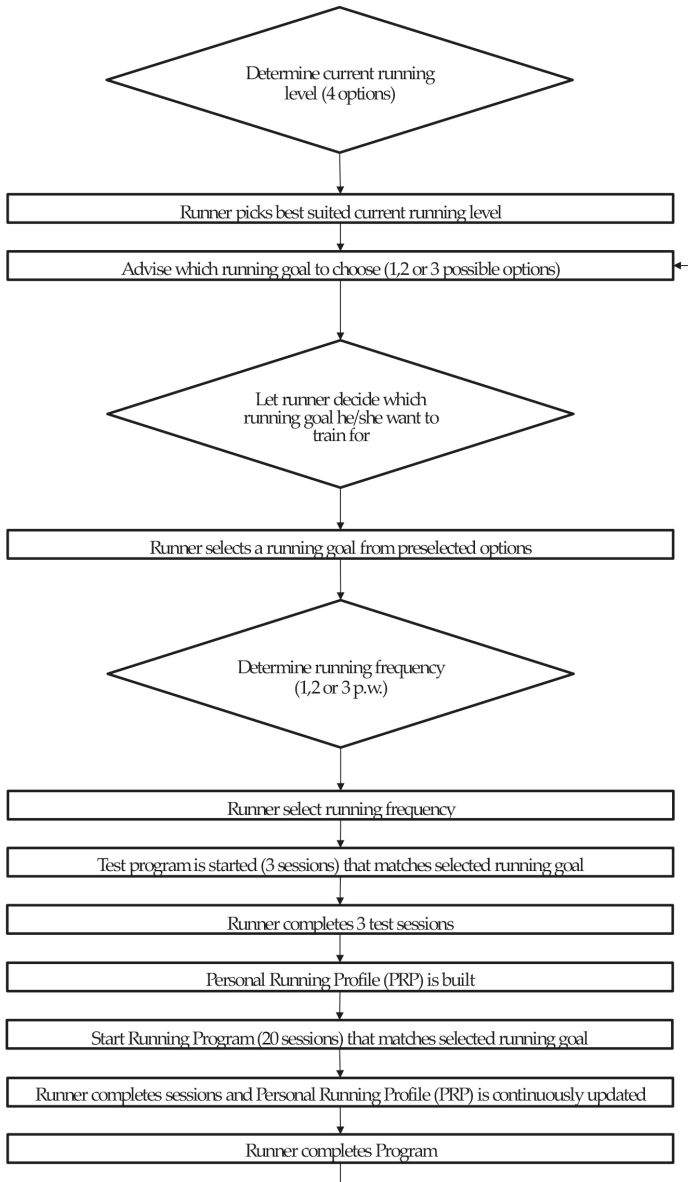 Determine current running
level (4 options)
Runner picks best suited current running level
Advise which running goal to choose (1,2 or 3 possible options)
Let runner decide which
running goal he/she want to
train for
Runner selects a running goal from preselected options
Determine running frequency
(1,2 or 3 p.w.)
Runner select running frequency
Test program is started (3 sessions) that matches selected running goal
Runner completes 3 test sessions
Personal Running Profile (PRP) is built
Start Running Program (20 sessions) that matches selected running goal
Runner completes sessions and Personal Running Profile (PRP) is continuously updated
Runner completes Program